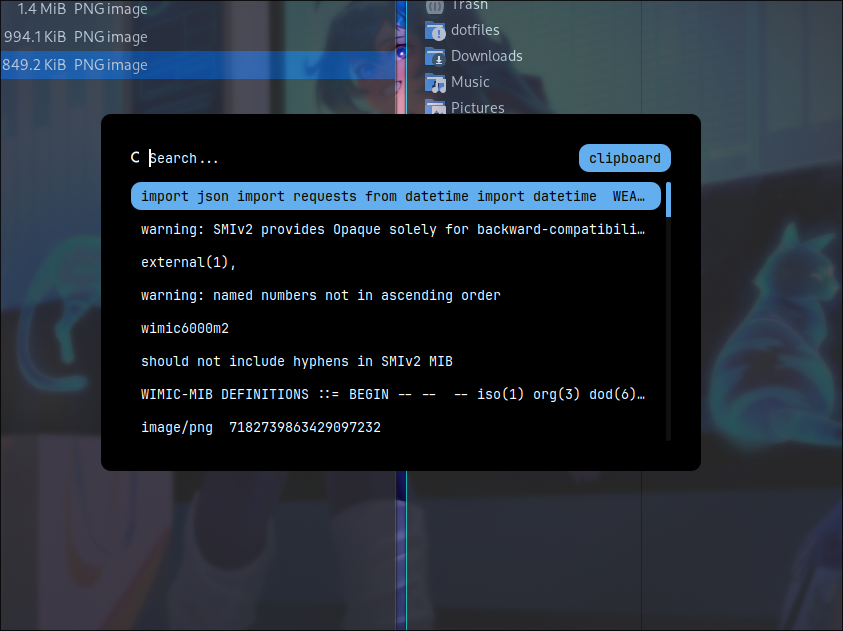 1.4 MiB PNG image
Trash
994.1 KiB PNG image
dotfiles
849.2 KiB PNG image
Downloads
Music
Pictures
C Search... clipboard
import json import requests from datetime import datetime WEA…
warning: SMIv2 provides Opaque solely for backward-compatibili…
external(1),
warning: named numbers not in ascending order
wimic6000m2
should not include hyphens in SMIv2 MIB
WIMIC-MIB DEFINITIONS ::= BEGIN -- -- -- iso(1) org(3) dod(6)…
image/png 7182739863429097232